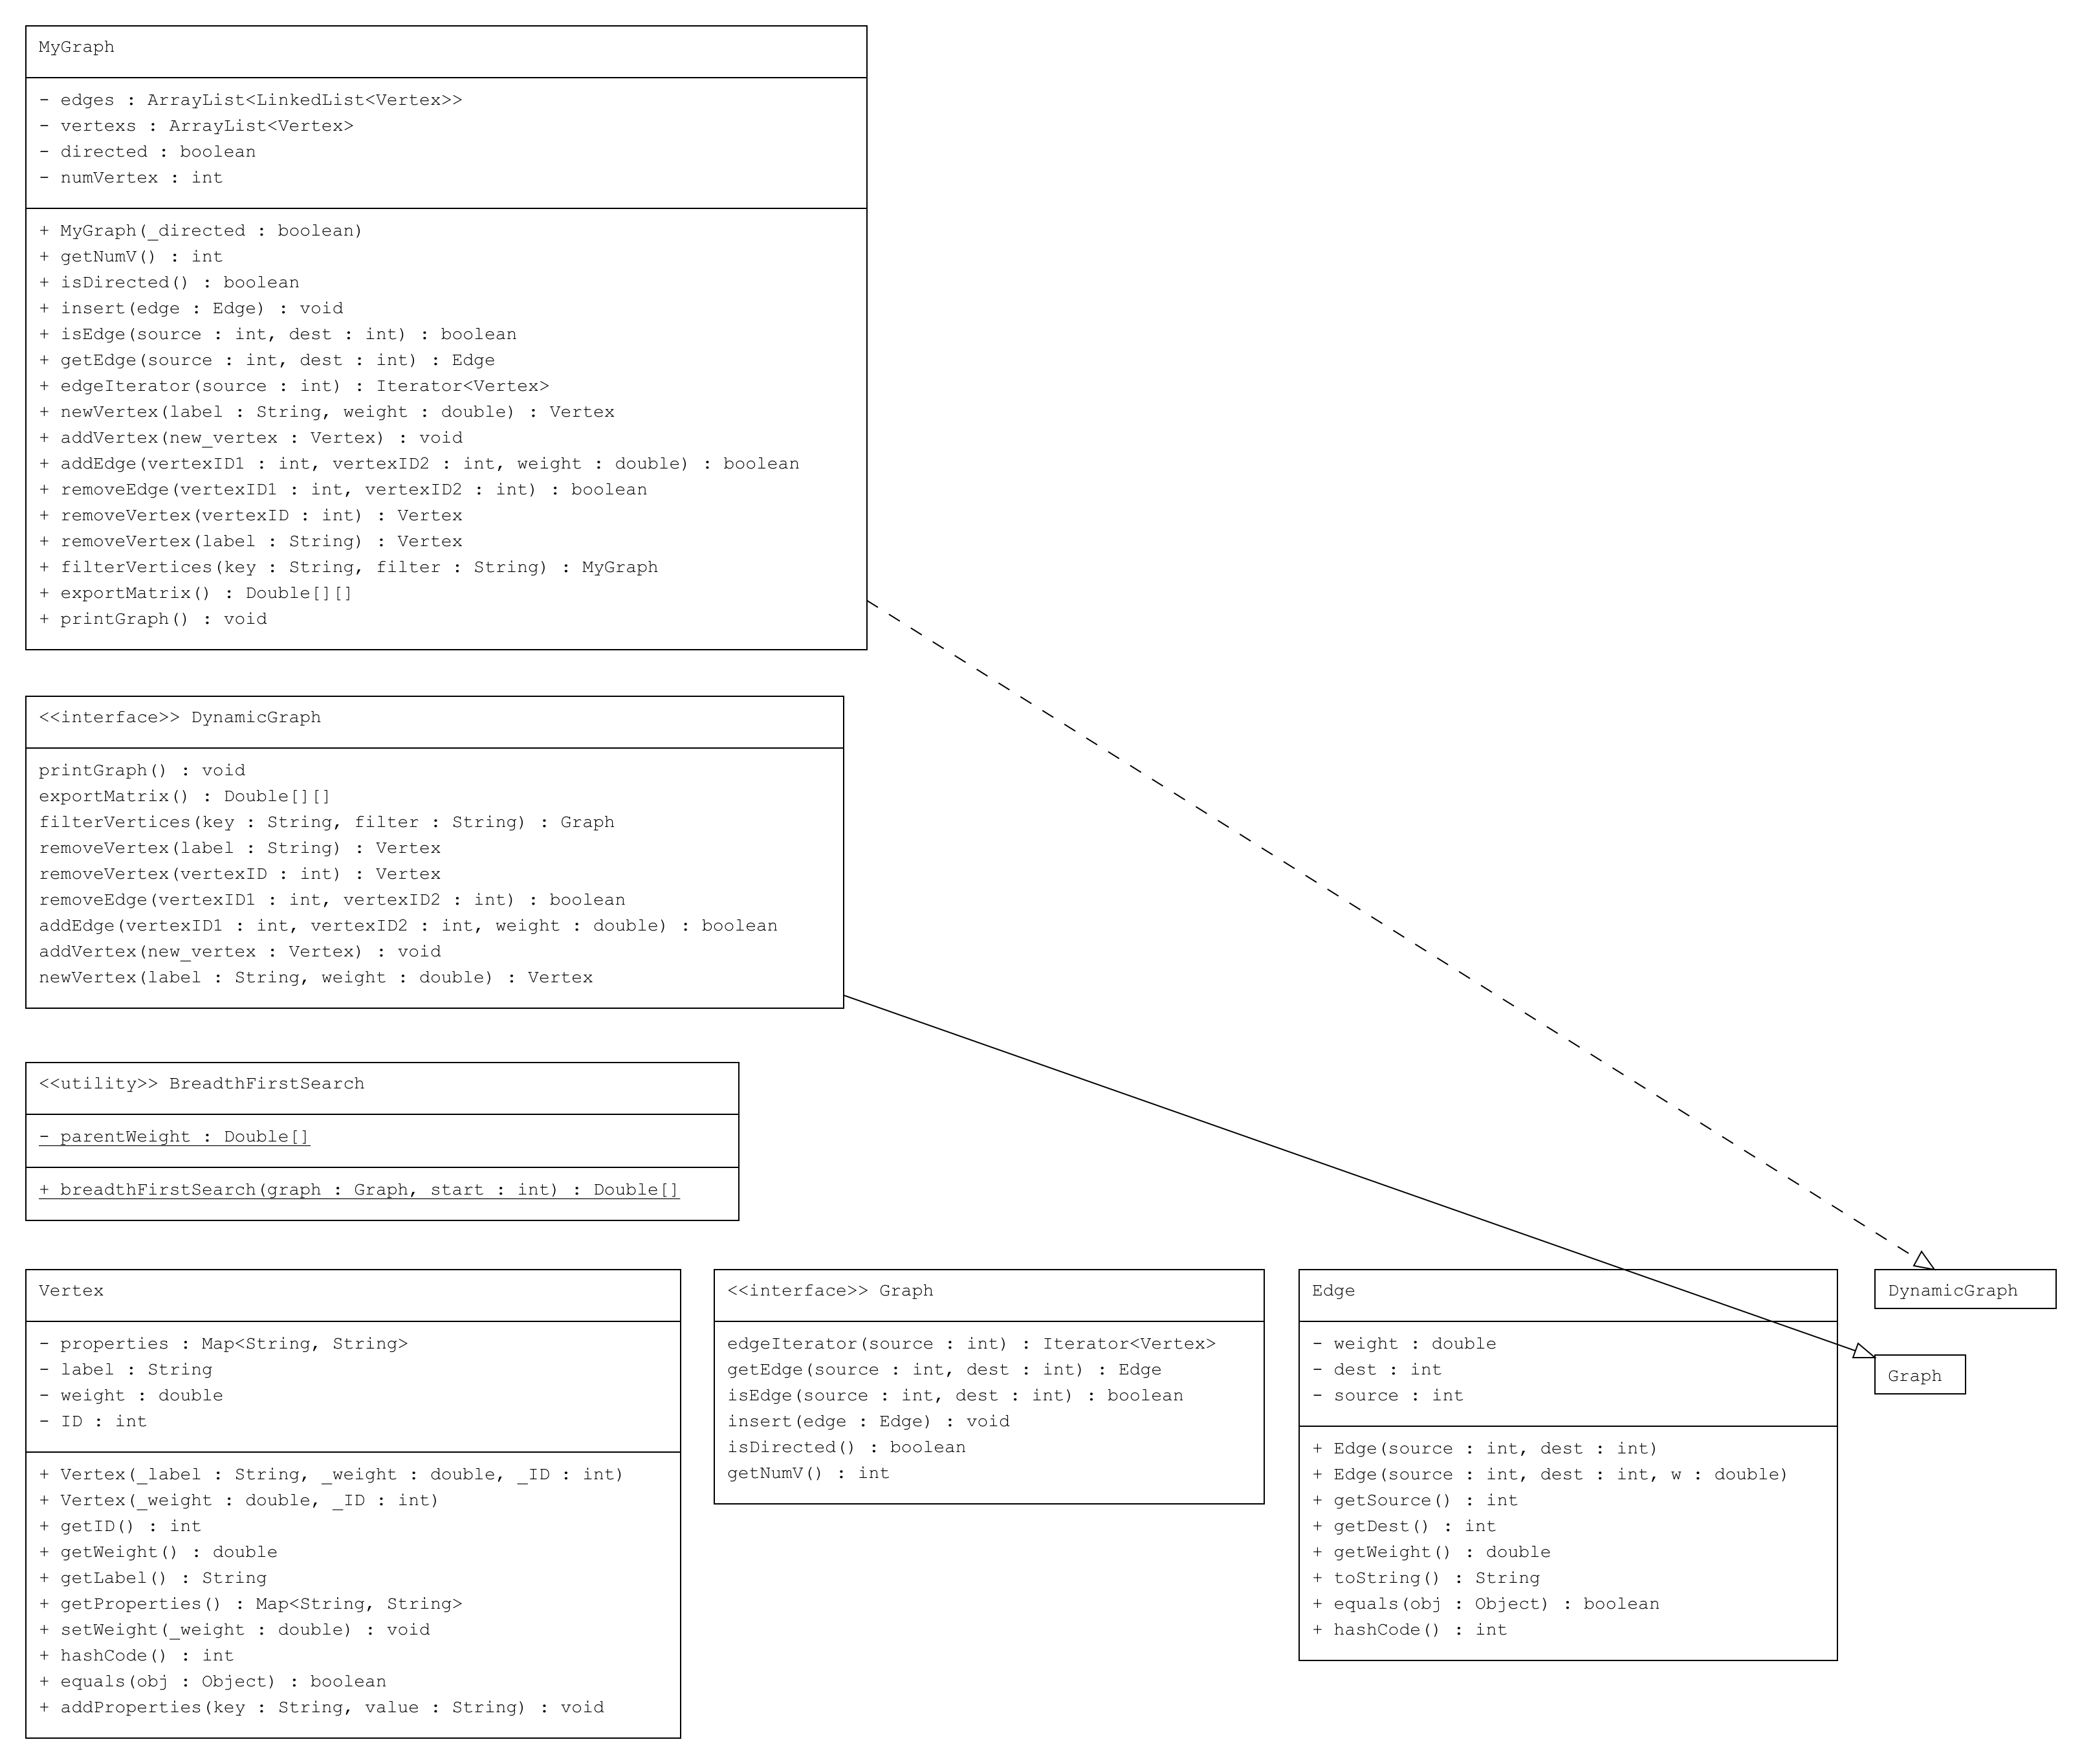 MyGraph
- edges : ArrayList<LinkedList<Vertex>>
- vertexs : ArrayList<Vertex>
- directed : boolean
- numVertex : int
+ MyGraph(_directed : boolean)
+ getNumV() : int
+ isDirected() : boolean
+ insert(edge : Edge) : void
+ isEdge(source : int, dest : int) : boolean
+ getEdge(source : int, dest : int) : Edge
+ edgeIterator(source : int) : Iterator<Vertex>
+ newVertex(label : String, weight : double) : Vertex
+ addVertex(new_vertex : Vertex) : void
+ addEdge(vertexID1 : int, vertexID2 : int, weight : double) : boolean
+ removeEdge(vertexID1 : int, vertexID2 : int) : boolean
+ removeVertex(vertexID : int) : Vertex
+ removeVertex(label : String) : Vertex
+ filterVertices(key : String, filter : String) : MyGraph
+ exportMatrix() : Double[][]
+ printGraph() : void
<<interface>> DynamicGraph
printGraph() : void
exportMatrix() : Double[][]
filterVertices(key : String, filter : String) : Graph
removeVertex(label : String) : Vertex
removeVertex(vertexID : int) : Vertex
removeEdge(vertexID1 : int, vertexID2 : int) : boolean
addEdge(vertexID1 : int, vertexID2 : int, weight : double) : boolean
addVertex(new_vertex : Vertex) : void
newVertex(label : String, weight : double) : Vertex
<<utility>> BreadthFirstSearch
- parentWeight : Double[]
+ breadthFirstSearch(graph : Graph, start : int) : Double[]
Vertex
- properties : Map<String, String>
- label : String
- weight : double
- ID : int
+ Vertex(_label : String, _weight : double, _ID : int)
+ Vertex(_weight : double, _ID : int)
+ getID() : int
+ getWeight() : double
+ getLabel() : String
+ getProperties() : Map<String, String>
+ setWeight(_weight : double) : void
+ hashCode() : int
+ equals(obj : Object) : boolean
+ addProperties(key : String, value : String) : void
<<interface>> Graph
edgeIterator(source : int) : Iterator<Vertex>
getEdge(source : int, dest : int) : Edge
isEdge(source : int, dest : int) : boolean
insert(edge : Edge) : void
isDirected() : boolean
getNumV() : int
Edge
- weight : double
- dest : int
- source : int
+ Edge(source : int, dest : int)
+ Edge(source : int, dest : int, w : double)
+ getSource() : int
+ getDest() : int
+ getWeight() : double
+ toString() : String
+ equals(obj : Object) : boolean
+ hashCode() : int
DynamicGraph
Graph